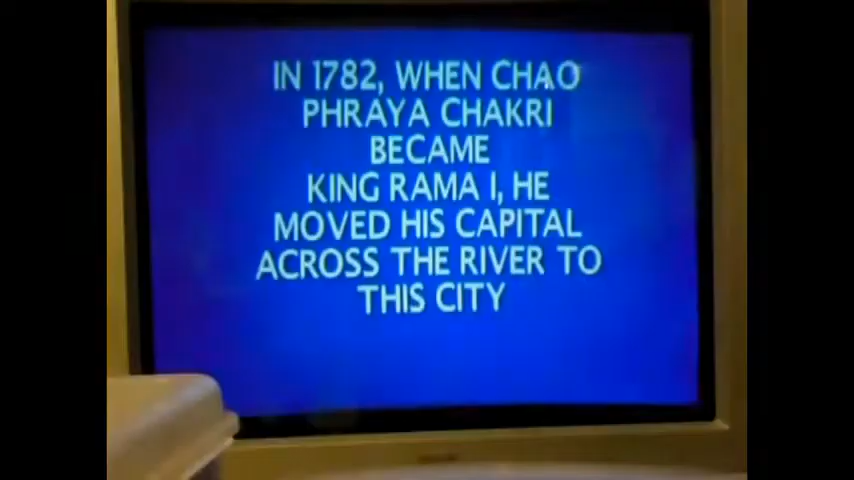 IN 1782, WHEN CHAO
PHRAYA CHAKRI
BECAME
KING RAMA I, HE
MOVED HIS CAPITAL
ACROSS THE RIVER TO
THIS CITY